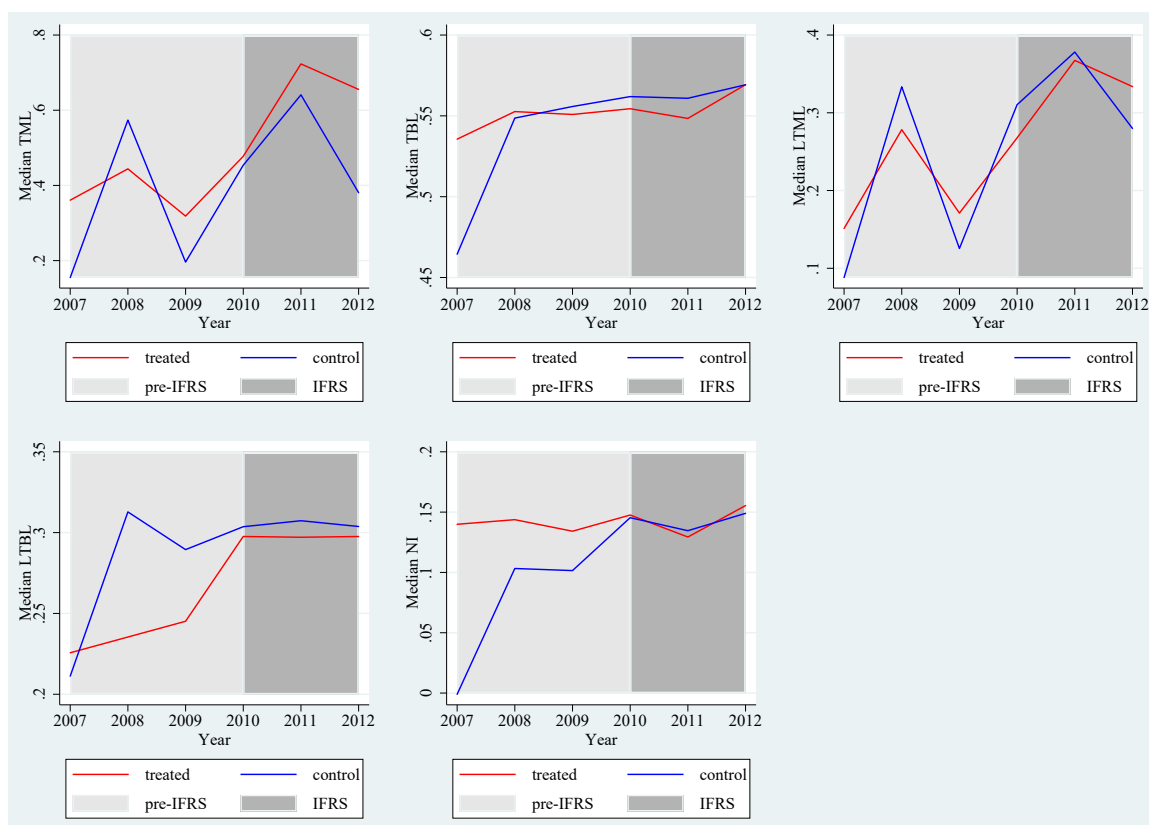 Median TML
.8
.6
.4
.2
2007 2008 2009 2010 2011 2012
Year
treated control
pre-IFRS IFRS
Median TBL
.6
.55
.5
.45
2007 2008 2009 2010 2011 2012
Year
treated control
pre-IFRS IFRS
Median LTML
.4
.3
.2
.1
2007 2008 2009 2010 2011 2012
Year
treated control
pre-IFRS IFRS
Median LTBL
.35
.3
.25
.2
2007 2008 2009 2010 2011 2012
Year
treated control
pre-IFRS IFRS
Median NI
.2
.15
.1
.05
0
2007 2008 2009 2010 2011 2012
Year
treated control
pre-IFRS IFRS